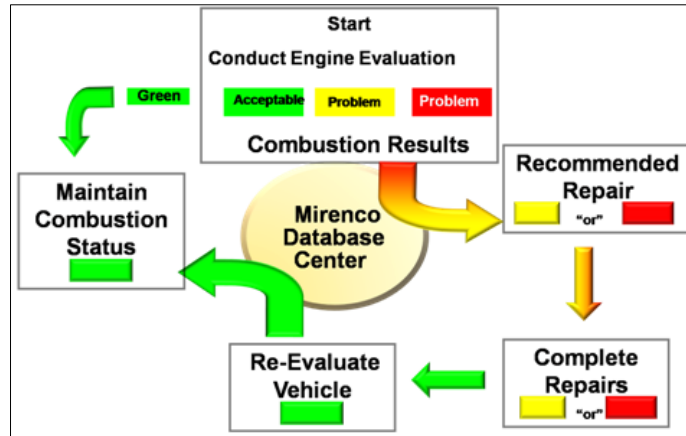 Start
Conduct Engine Evaluation
Green
Acceptable
Problem
Problem
Combustion Results
Maintain
Combustion
Status
Mirenco
Database
Center
Recommended
Repair
“or”
Re-Evaluate
Vehicle
Complete
Repairs
“or”